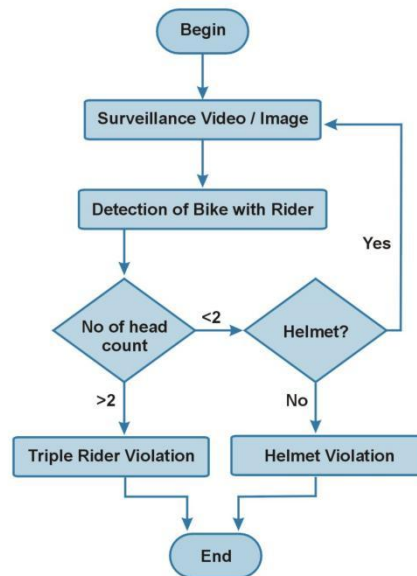 Begin
Surveillance Video / Image
Detection of Bike with Rider
Yes
No of head
count
<2
Helmet?
>2
No
Triple Rider Violation
Helmet Violation
End